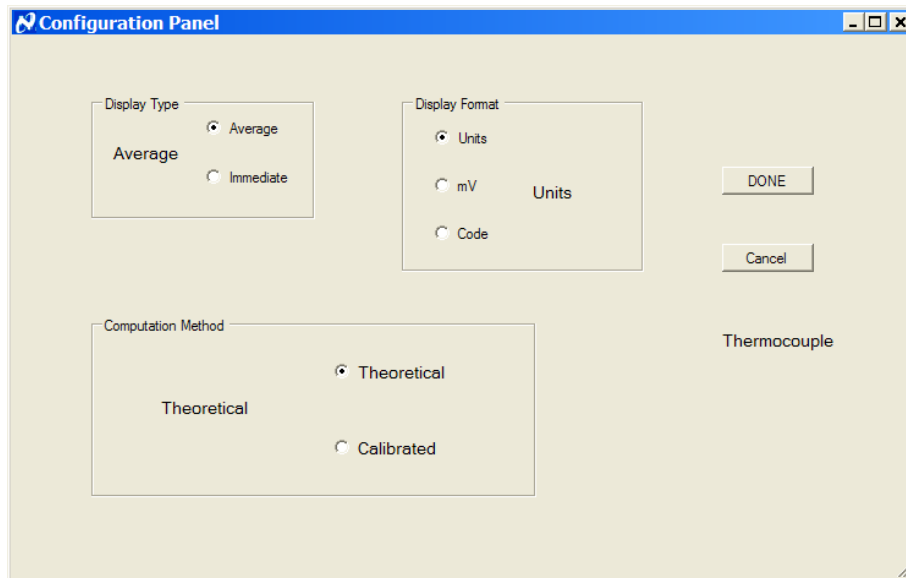 Configuration Panel
Display Type
Average
Average
Immediate
Display Format
Units
mV
Units
Code
DONE
Cancel
Computation Method
Theoretical
Theoretical
Calibrated
Thermocouple